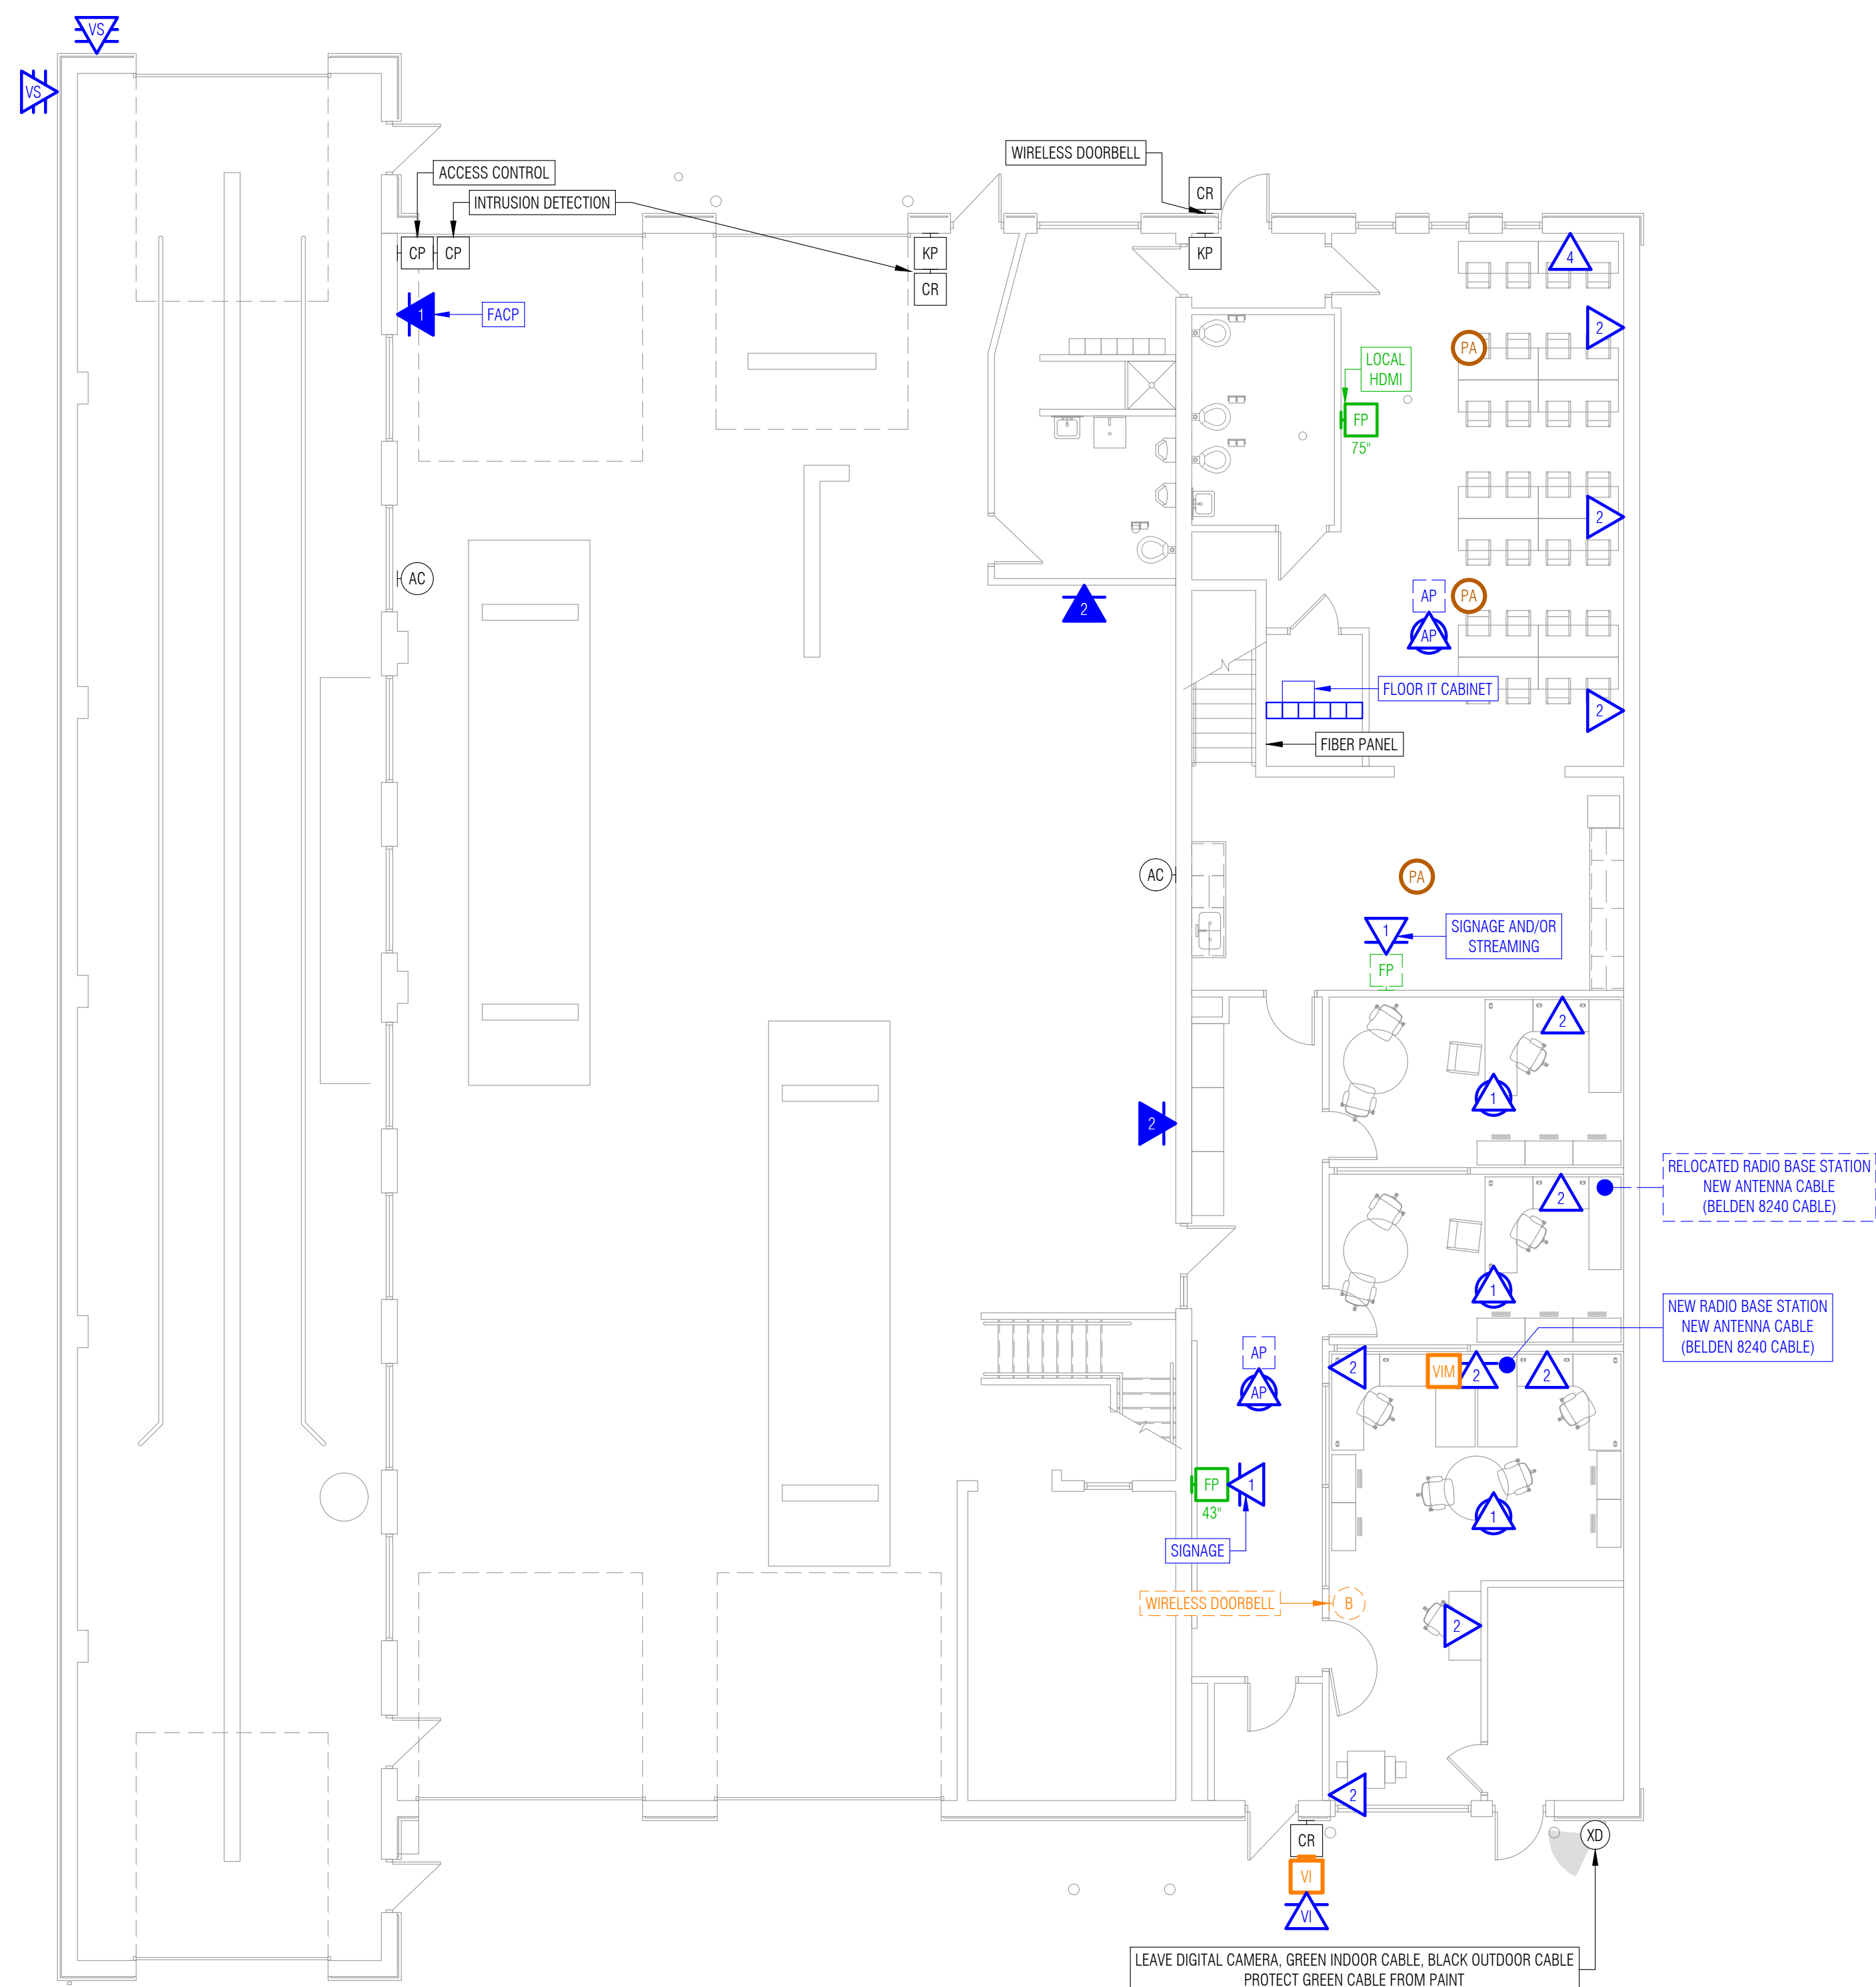 VS
VS
WIRELESS DOORBELL
ACCESS CONTROL
CR
INTRUSION DETECTION
CP
CP
KP
KP
4
CR
1
FACP
2
PA
LOCAL
HDMI
FP
75"
2
AC
AP
PA
2
AP
FLOOR IT CABINET
2
FIBER PANEL
AC
PA
1
SIGNAGE AND/OR
STREAMING
FP
2
1
2
RELOCATED RADIO BASE STATION
NEW ANTENNA CABLE
(BELDEN 8240 CABLE)
2
1
NEW RADIO BASE STATION
NEW ANTENNA CABLE
(BELDEN 8240 CABLE)
AP
2
VIM
2
2
AP
FP
1
43"
1
SIGNAGE
WIRELESS DOORBELL
B
2
2
CR
XD
VI
VI
LEAVE DIGITAL CAMERA, GREEN INDOOR CABLE, BLACK OUTDOOR CABLE
PROTECT GREEN CABLE FROM PAINT